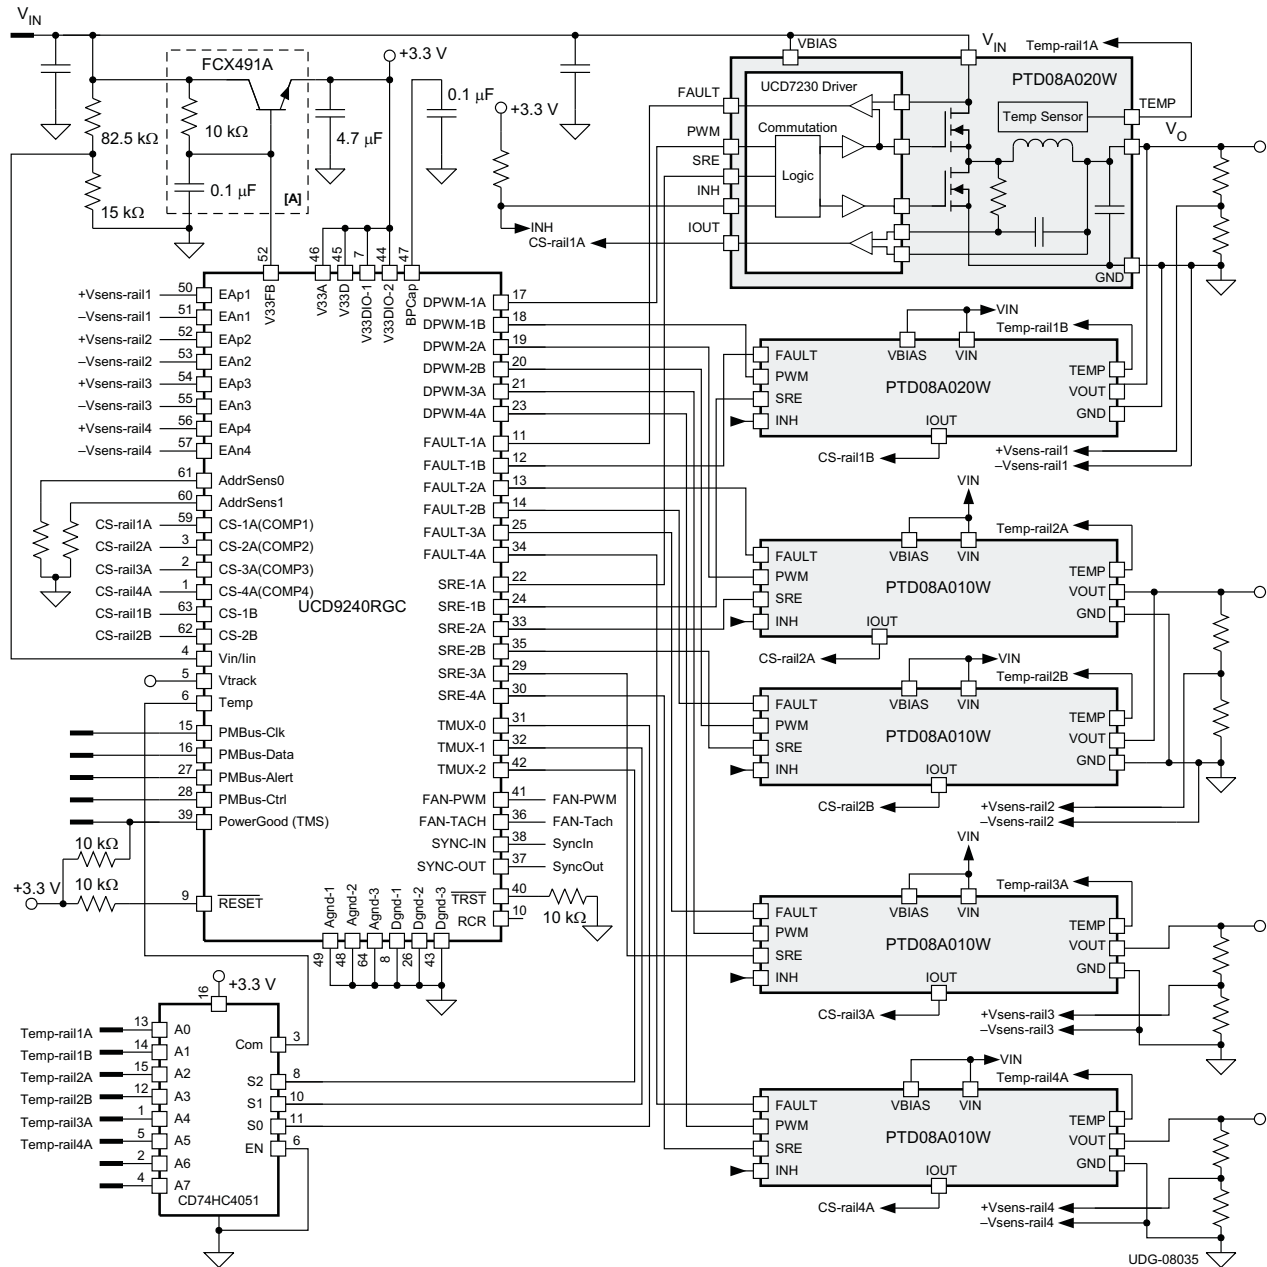 VIN
FCX491A
+3.3 V
82.5 kΩ
10 kΩ
4.7 µF
0.1 µF
0.1 µF
15 kΩ
[A]
+3.3 V
INH
CS-rail1A
VBIAS
VIN
Temp-rail1A
PTD08A020W
UCD7230 Driver
FAULT
PWM
SRE
INH
IOUT
Commutation
Logic
Temp Sensor
TEMP
VO
GND
52
46
45
7
44
47
V33FB
V33A
V33D
V33DIO-1
V33DIO-2
BPCap
UCD9240RGC
+Vsens-rail1 50 EAp1
–Vsens-rail1 51 EAn1
+Vsens-rail2 52 EAp2
–Vsens-rail2 53 EAn2
+Vsens-rail3 54 EAp3
–Vsens-rail3 55 EAn3
+Vsens-rail4 56 EAp4
–Vsens-rail4 57 EAn4
61 AddrSens0
60 AddrSens1
CS-rail1A 59 CS-1A(COMP1)
CS-rail2A 3 CS-2A(COMP2)
CS-rail3A 2 CS-3A(COMP3)
CS-rail4A 1 CS-4A(COMP4)
CS-rail1B 63 CS-1B
CS-rail2B 62 CS-2B
4 Vin/Iin
5 Vtrack
6 Temp
15 PMBus-Clk
16 PMBus-Data
27 PMBus-Alert
28 PMBus-Ctrl
39 PowerGood (TMS)
10 kΩ
+3.3 V
10 kΩ
9 RESET
DPWM-1A 17
DPWM-1B 18
DPWM-2A 19
DPWM-2B 20
DPWM-3A 21
DPWM-4A 23
FAULT-1A 11
FAULT-1B 12
FAULT-2A 13
FAULT-2B 14
FAULT-3A 25
FAULT-4A 34
SRE-1A 22
SRE-1B 24
SRE-2A 33
SRE-2B 35
SRE-3A 29
SRE-4A 30
TMUX-0 31
TMUX-1 32
TMUX-2 42
FAN-PWM 41 FAN-PWM
FAN-TACH 36 FAN-Tach
SYNC-IN 38 SyncIn
SYNC-OUT 37 SyncOut
TRST 40
10 kΩ
RCR 10
Agnd-1
Agnd-2
Agnd-3
Dgnd-1
Dgnd-2
Dgnd-3
49
48
64
8
26
43
+3.3 V
16
Temp-rail1A 13 A0
Temp-rail1B 14 A1
Temp-rail2A 15 A2
Temp-rail2B 12 A3
Temp-rail3A 1 A4
Temp-rail4A 5 A5
2 A6
4 A7
Com 3
S2 8
S1 10
S0 11
EN 6
CD74HC4051
VIN
Temp-rail1B
VBIAS
VIN
FAULT
PWM
SRE
INH
PTD08A020W
TEMP
VOUT
GND
IOUT
CS-rail1B
+Vsens-rail1
–Vsens-rail1
VIN
Temp-rail2A
VBIAS
VIN
FAULT
PWM
SRE
INH
PTD08A010W
TEMP
VOUT
GND
IOUT
CS-rail2A
VIN
Temp-rail2B
VBIAS
VIN
FAULT
PWM
SRE
INH
PTD08A010W
TEMP
VOUT
GND
IOUT
CS-rail2B
+Vsens-rail2
–Vsens-rail2
VIN
Temp-rail3A
VBIAS
VIN
FAULT
PWM
SRE
INH
PTD08A010W
TEMP
VOUT
GND
IOUT
CS-rail3A
+Vsens-rail3
–Vsens-rail3
VIN
Temp-rail4A
VBIAS
VIN
FAULT
PWM
SRE
INH
PTD08A010W
TEMP
VOUT
GND
IOUT
CS-rail4A
+Vsens-rail4
–Vsens-rail4
UDG-08035